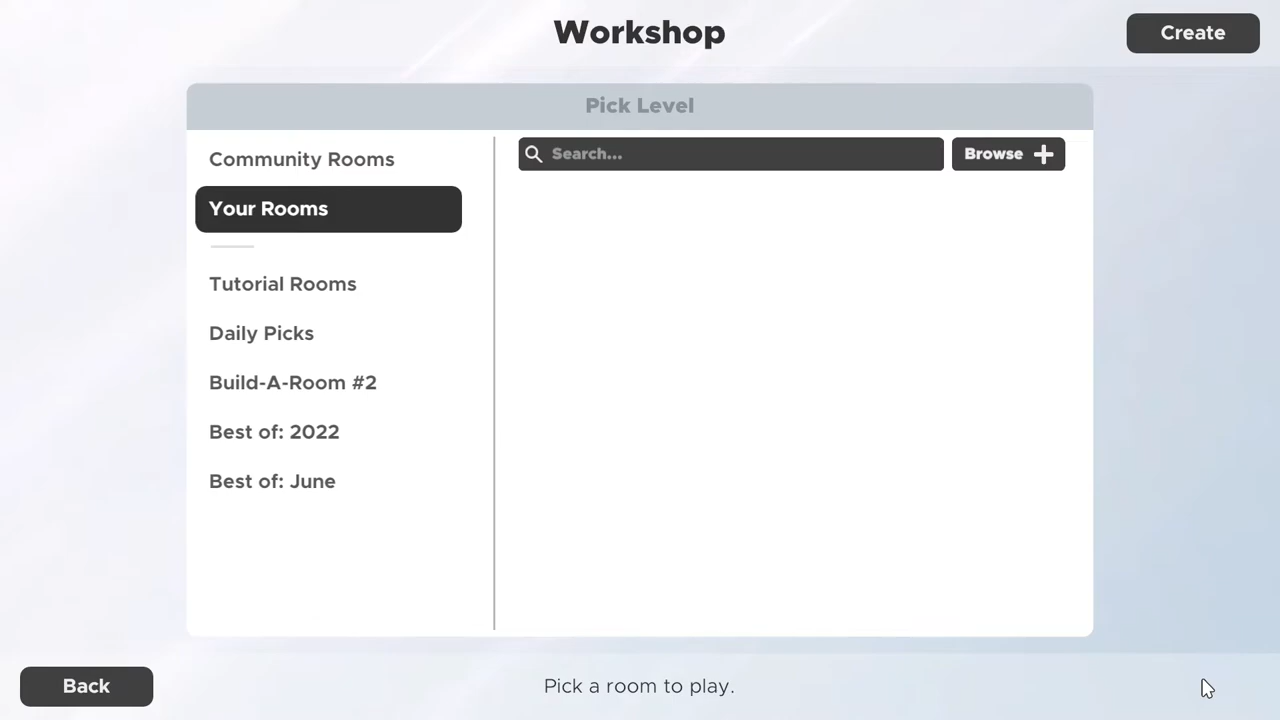 Workshop
Create
Pick Level
Community Rooms
Your Rooms
Tutorial Rooms
Daily Picks
Build-A-Room #2
Best of: 2022
Best of: June
Search...
Browse
Back
Pick a room to play.